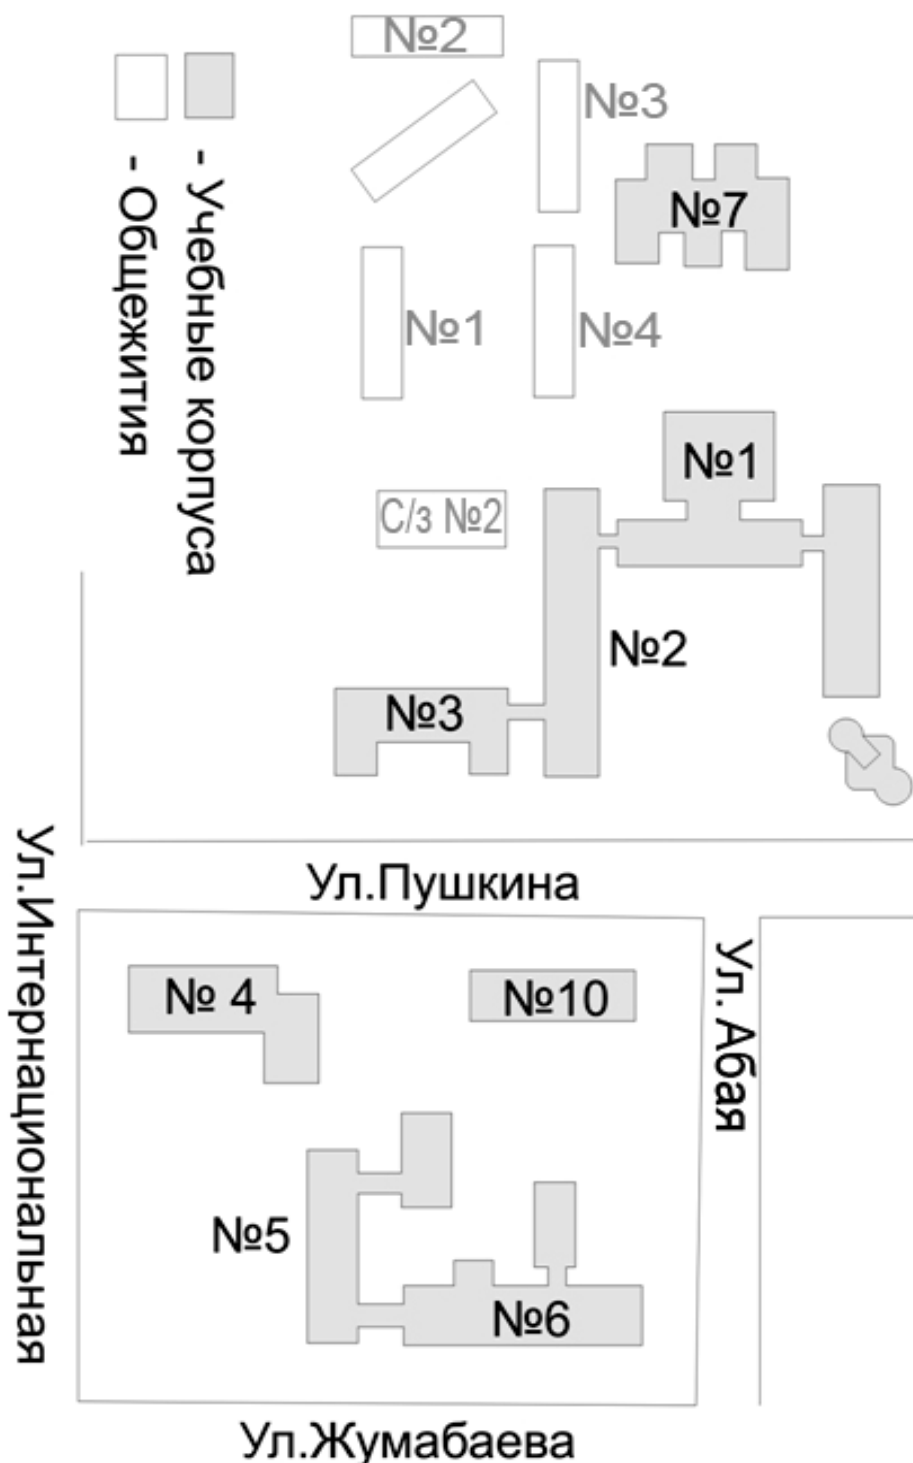 №2
№3
- Учебные корпуса
- Общежития
№7
№1
№4
№1
С/з №2
№2
№3
Ул.Пушкина
Ул.Интернациональная
Ул. Абая
№ 4
№10
№5
№6
Ул.Жумабаева